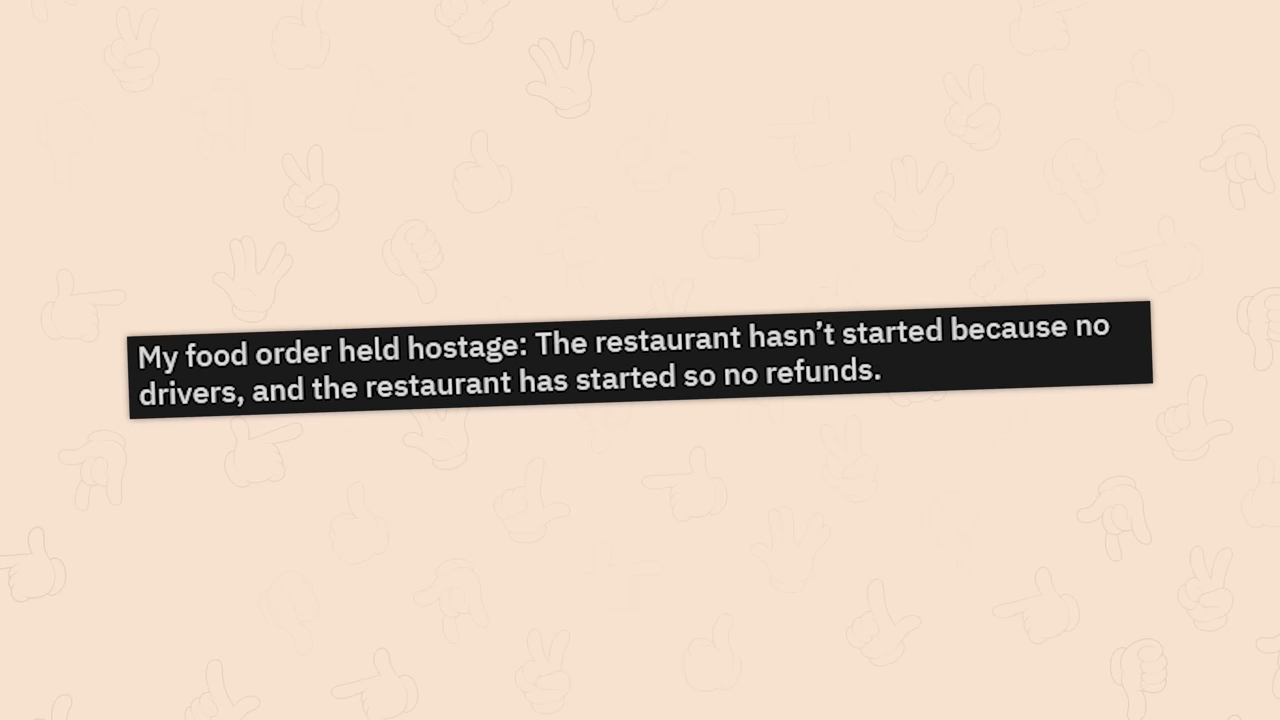 My food order held hostage: The restaurant hasn’t started because no
drivers, and the restaurant has started so no refunds.